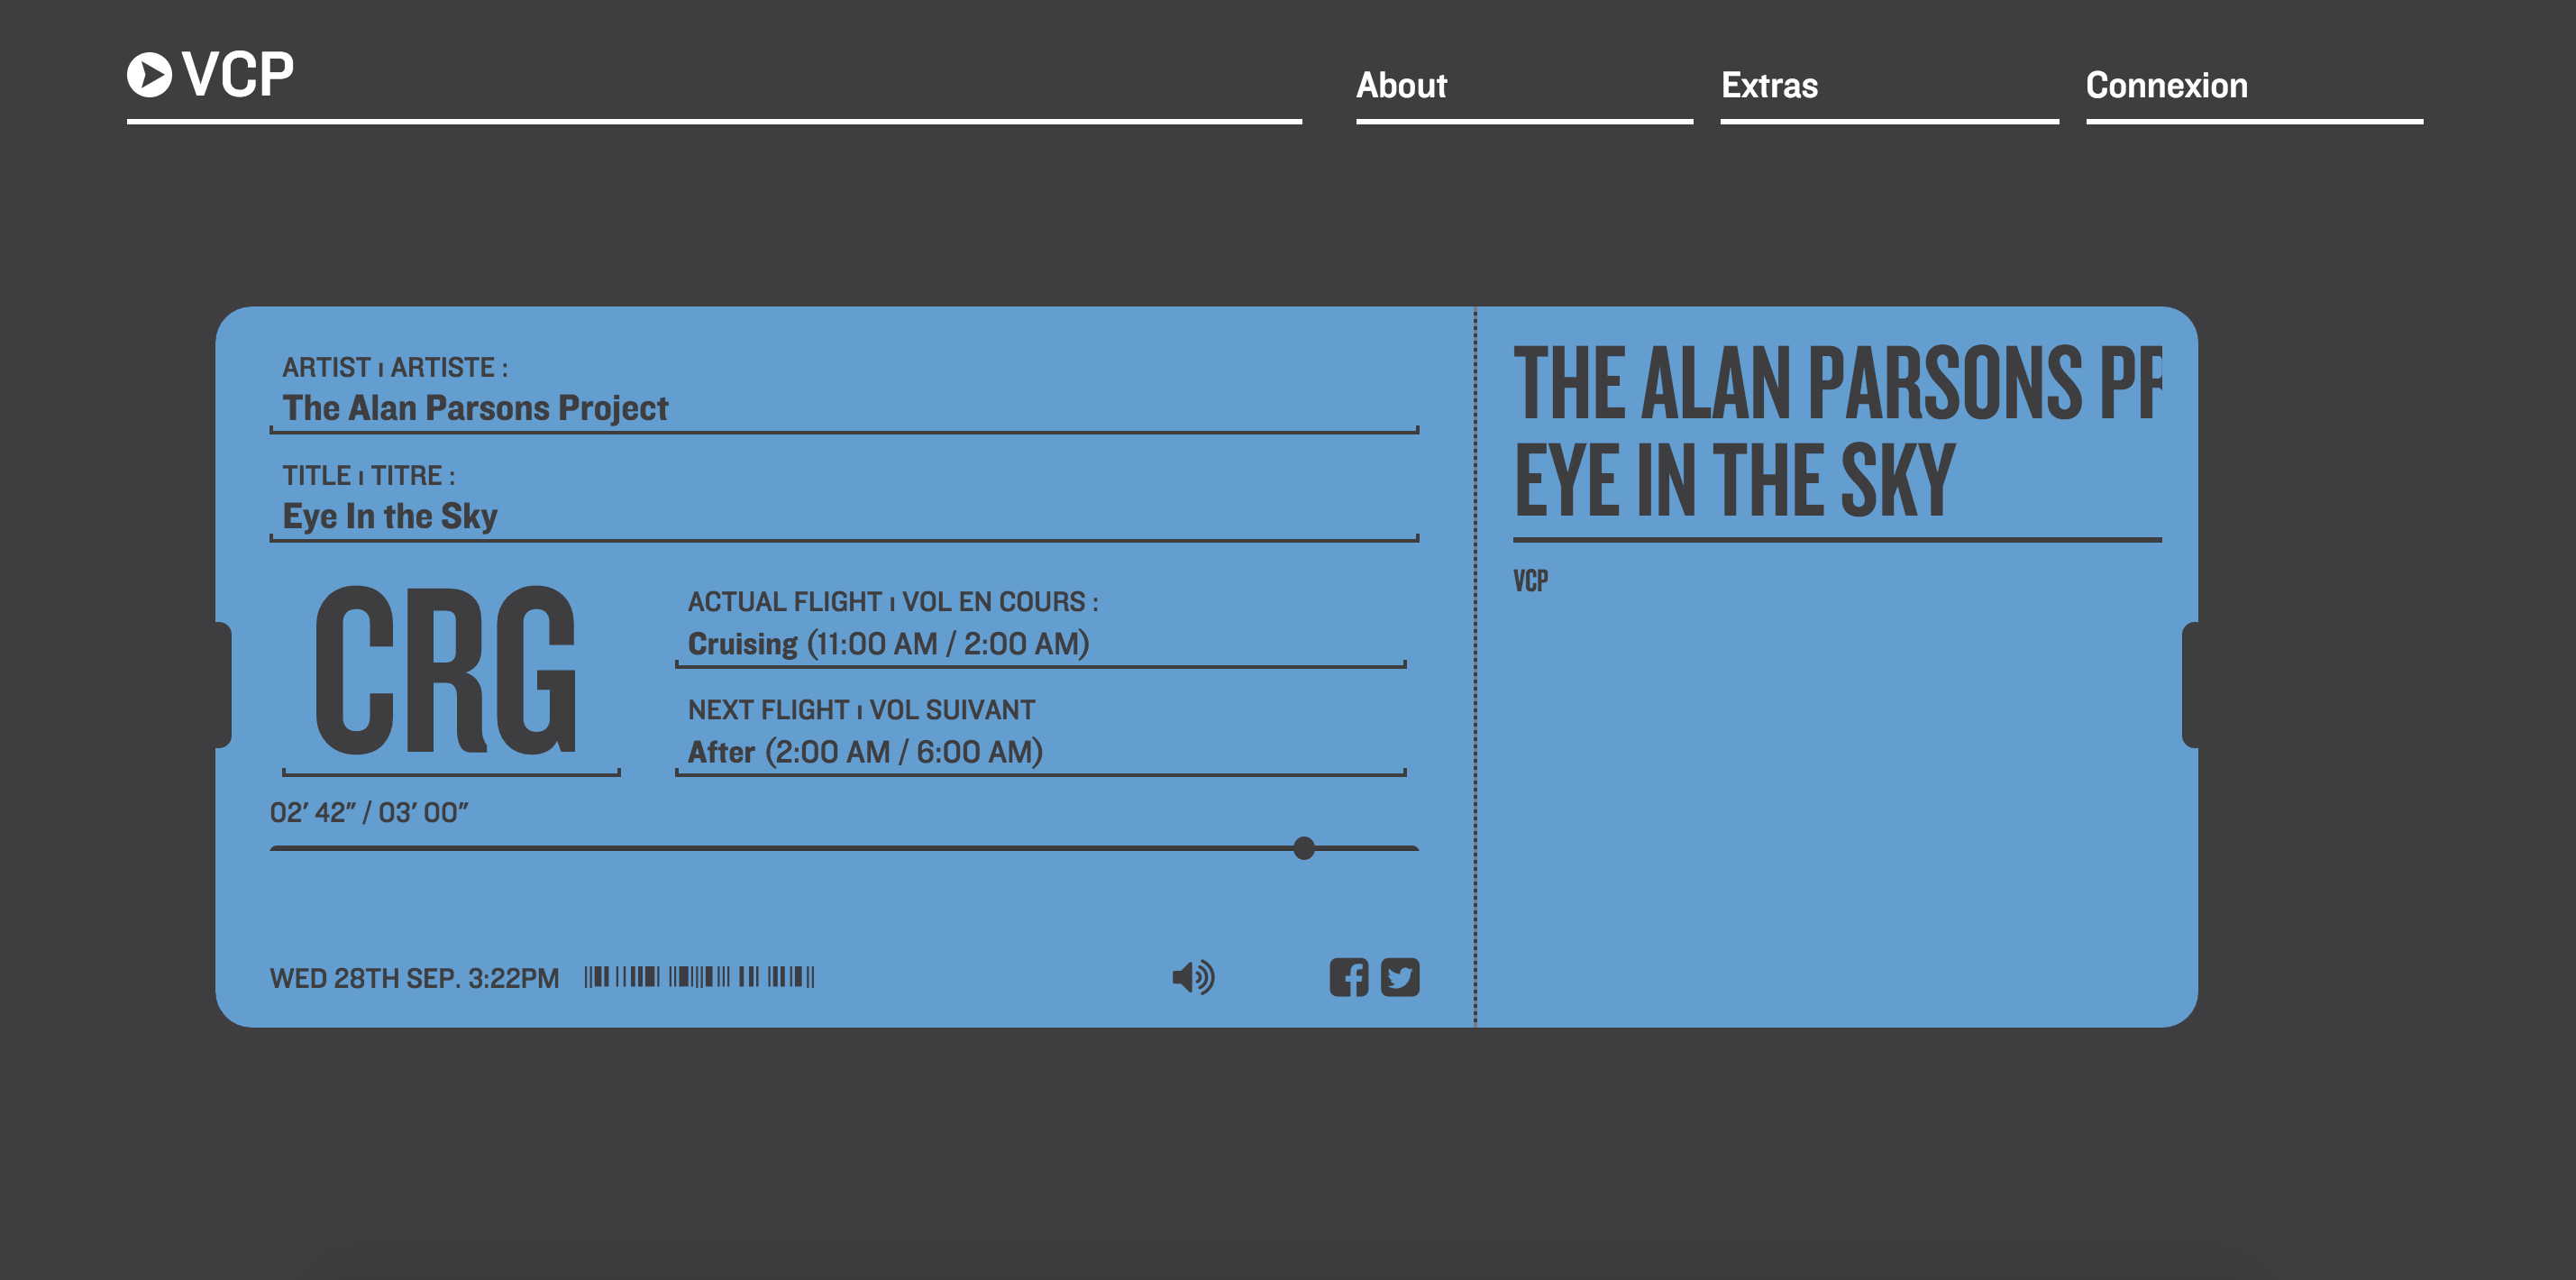 VCP
About
Extras
Connexion
ARTIST ı ARTISTE :
The Alan Parsons Project
TITLE ı TITRE :
Eye In the Sky
CRG
ACTUAL FLIGHT ı VOL EN COURS :
Cruising (11:00 AM / 2:00 AM)
NEXT FLIGHT ı VOL SUIVANT
After (2:00 AM / 6:00 AM)
02’ 42” / 03’ 00”
WED 28TH SEP. 3:22PM
THE ALAN PARSONS PR
EYE IN THE SKY
VCP